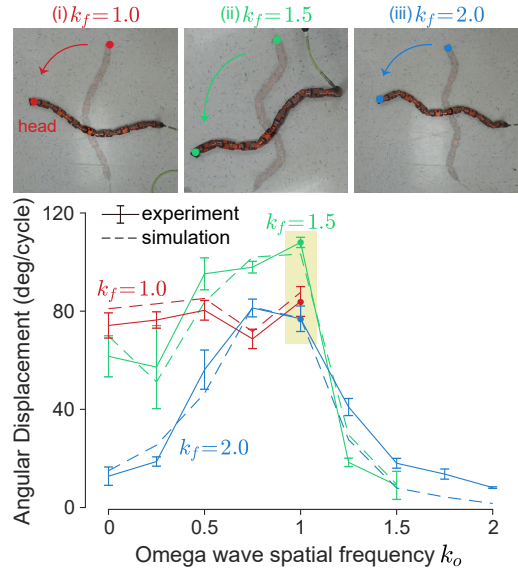 (i) k_f = 1.0
(ii) k_f = 1.5
(iii) k_f = 2.0
head
120
80
40
0
Angular Displacement (deg/cycle)
experiment
simulation
k_f = 1.5
k_f = 1.0
k_f = 2.0
0 0.5 1 1.5 2
Omega wave spatial frequency k_o